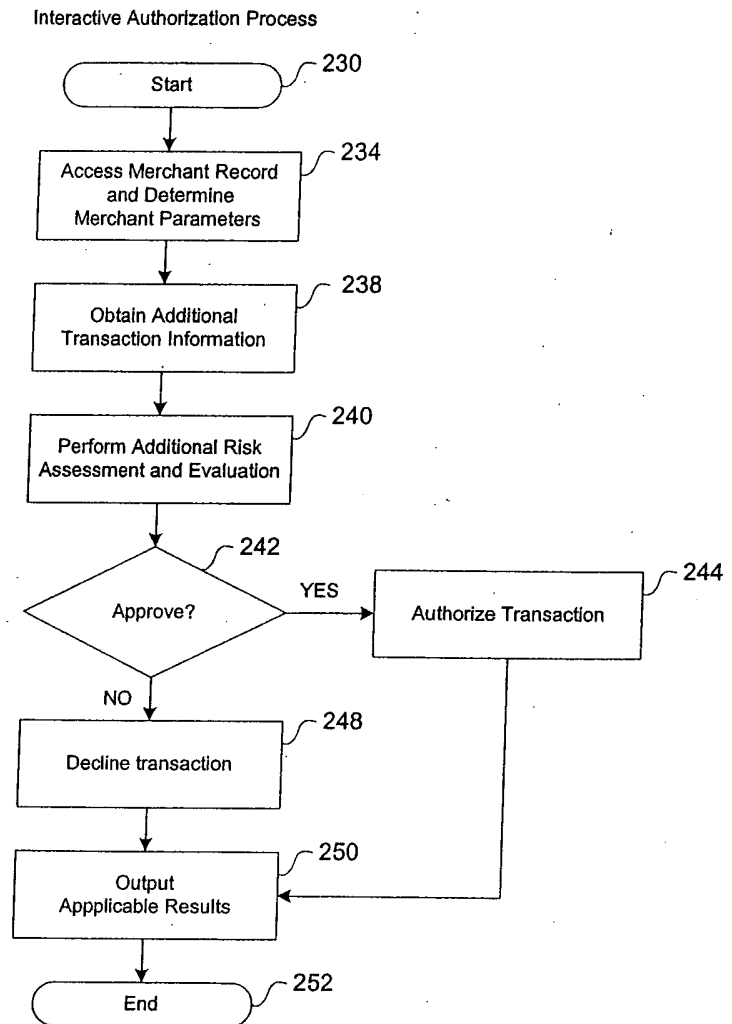 Interactive Authorization Process
Start
230
Access Merchant Record
and Determine
Merchant Parameters
234
Obtain Additional
Transaction Information
238
Perform Additional Risk
Assessment and Evaluation
240
242
Approve?
YES
Authorize Transaction
244
NO
Decline transaction
248
Output
Appplicable Results
250
End
252